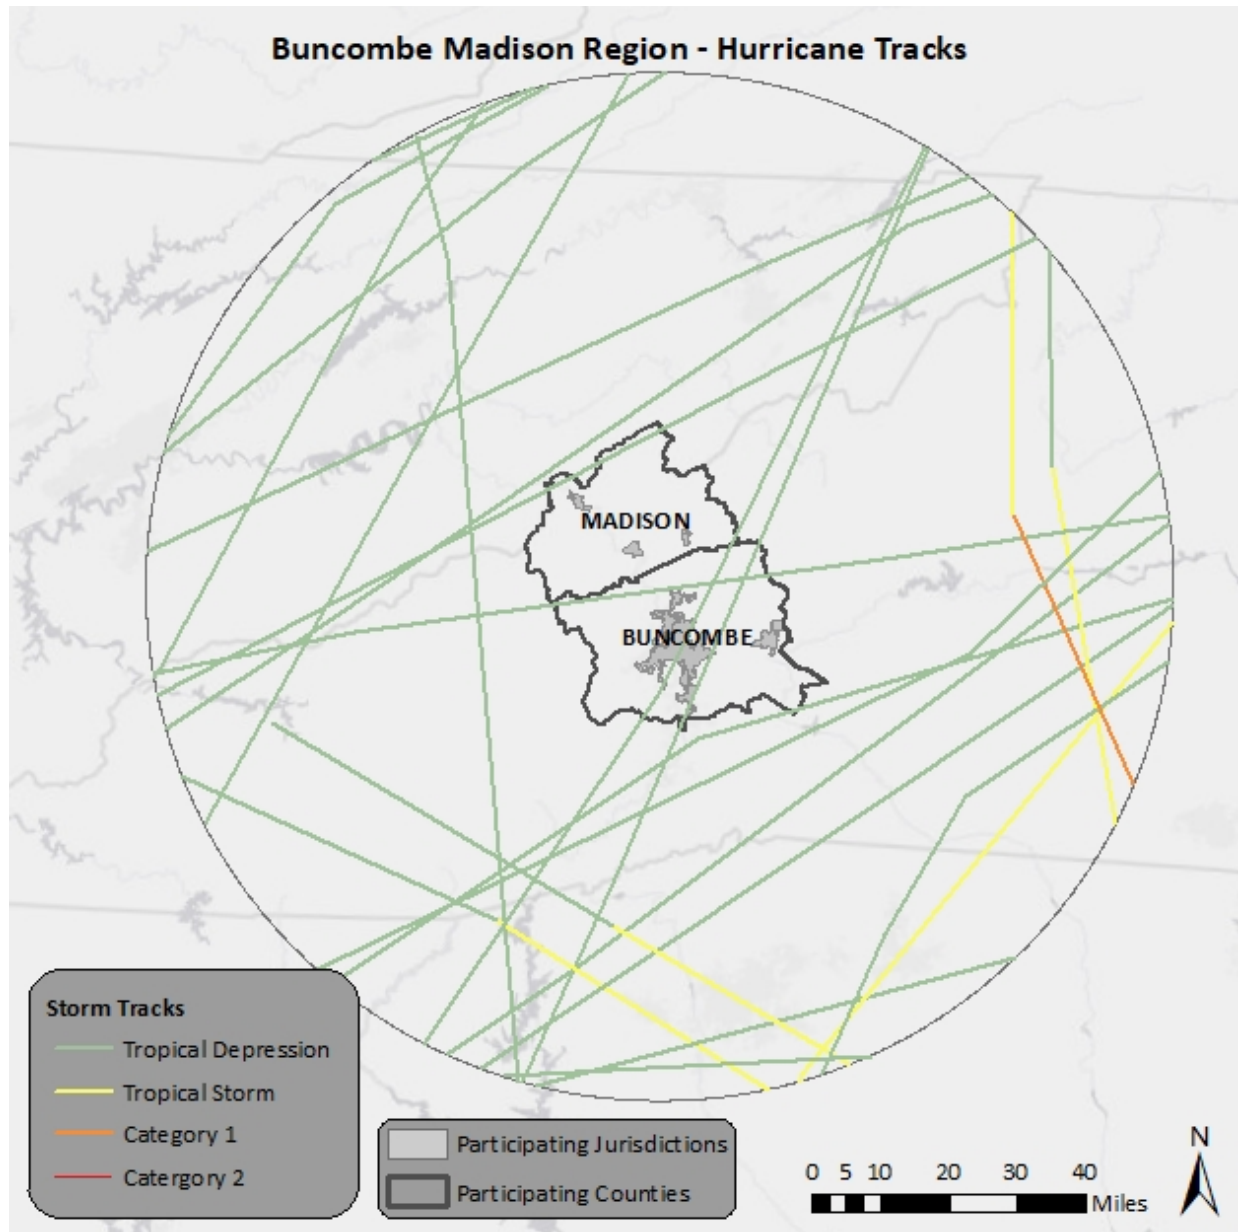 Buncombe Madison Region - Hurricane Tracks
MADISON
BUNCOMBE
Storm Tracks
Tropical Depression
Tropical Storm
Category 1
Catergory 2
Participating Jurisdictions
Participating Counties
N
0 5 10 20 30 40
Miles